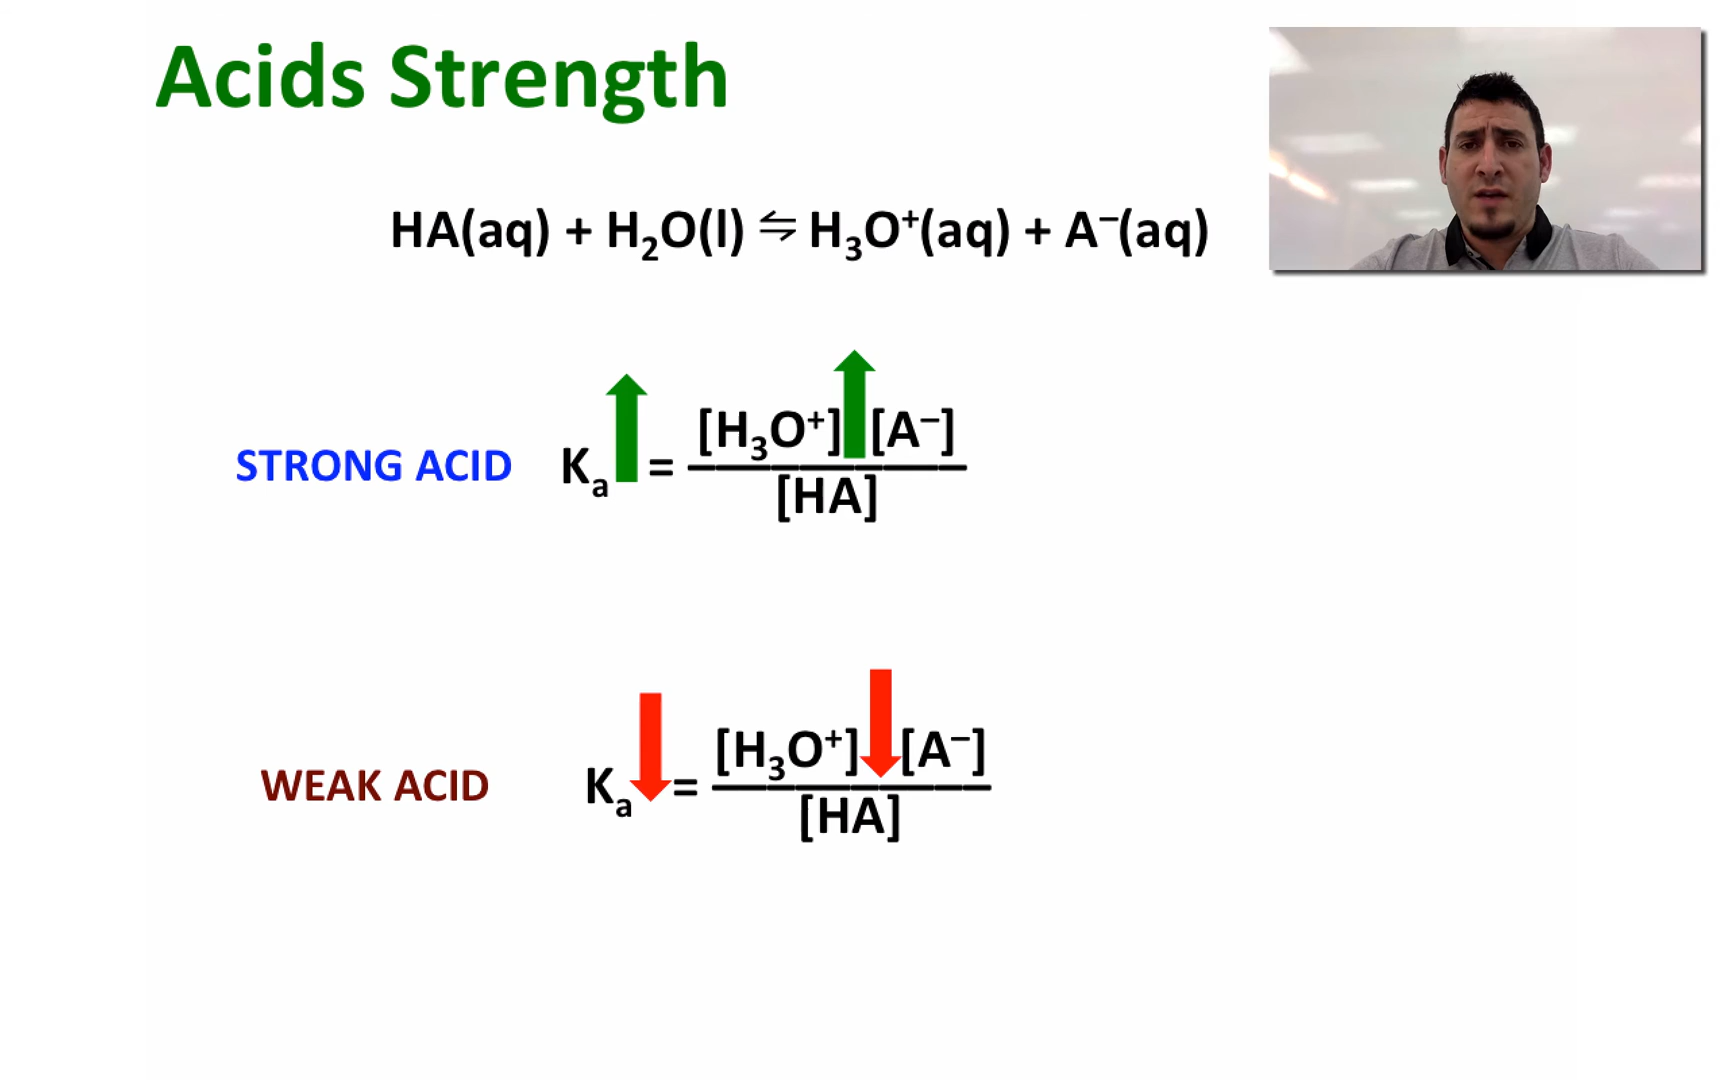 Acids Strength
HA(aq) + H₂O(l) ⇋ H₃O⁺(aq) + A⁻(aq)
STRONG ACID Kₐ = [H₃O⁺] [A⁻]
[HA]
WEAK ACID Kₐ = [H₃O⁺] [A⁻]
[HA]